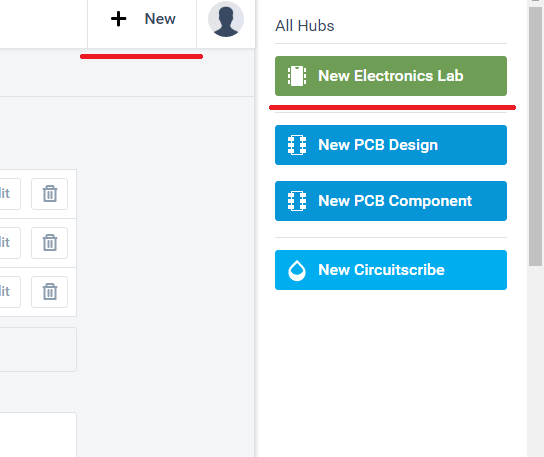 New
All Hubs
New Electronics Lab
New PCB Design
New PCB Component
New Circuitscribe